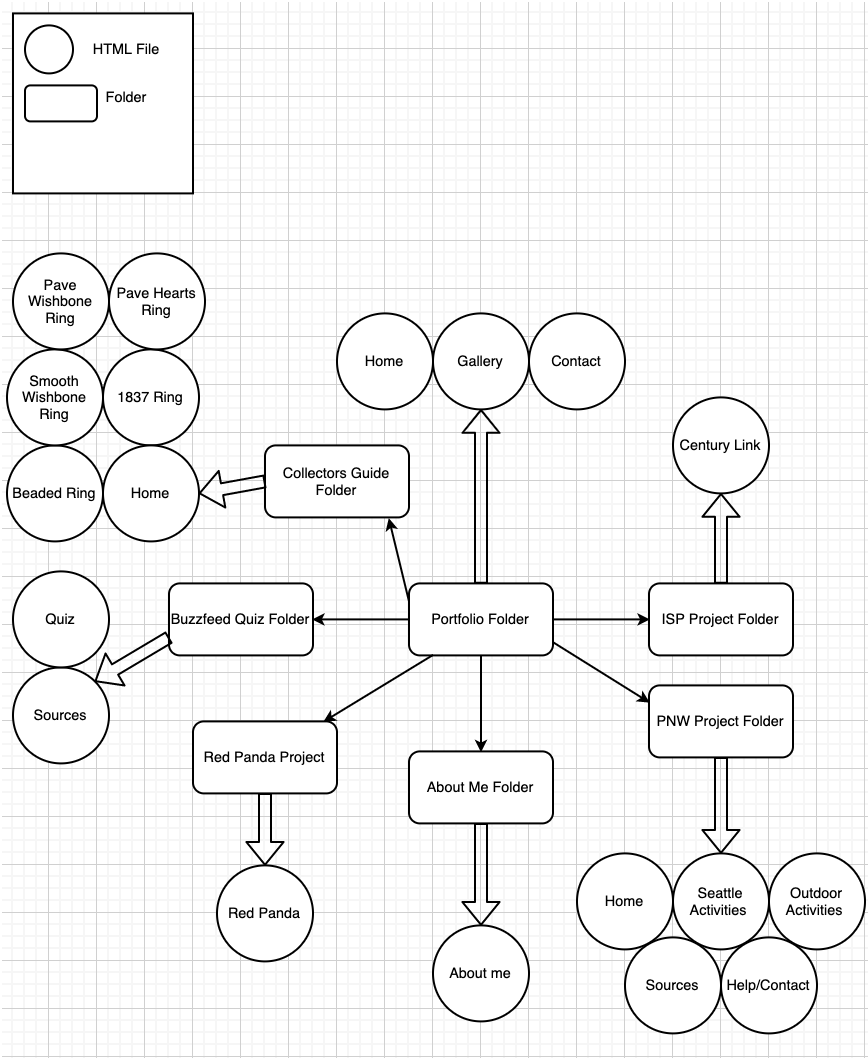 HTML File
Folder
Pave
Wishbone
Ring
Pave Hearts
Ring
Smooth
Wishbone
Ring
1837 Ring
Beaded Ring
Home
Collectors Guide
Folder
Home
Gallery
Contact
Century Link
Quiz
Sources
Buzzfeed Quiz Folder
Portfolio Folder
ISP Project Folder
Red Panda Project
About Me Folder
PNW Project Folder
Red Panda
About me
Home
Seattle
Activities
Outdoor
Activities
Sources
Help/Contact